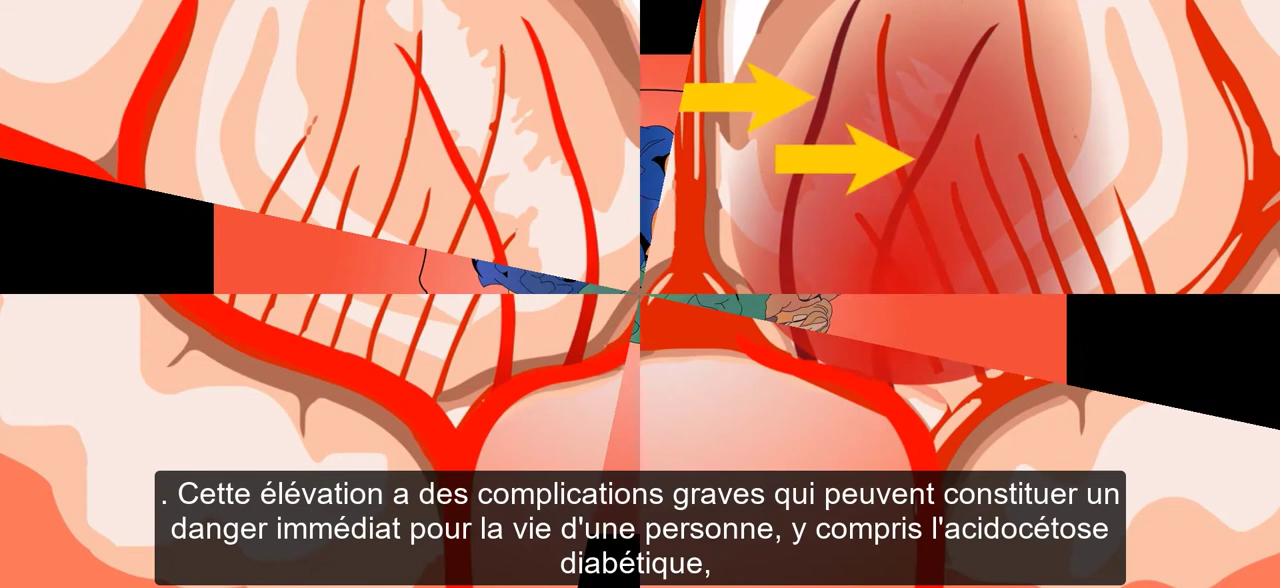 . Cette élévation a des complications graves qui peuvent constituer un
danger immédiat pour la vie d'une personne, y compris l'acidocétose
diabétique,